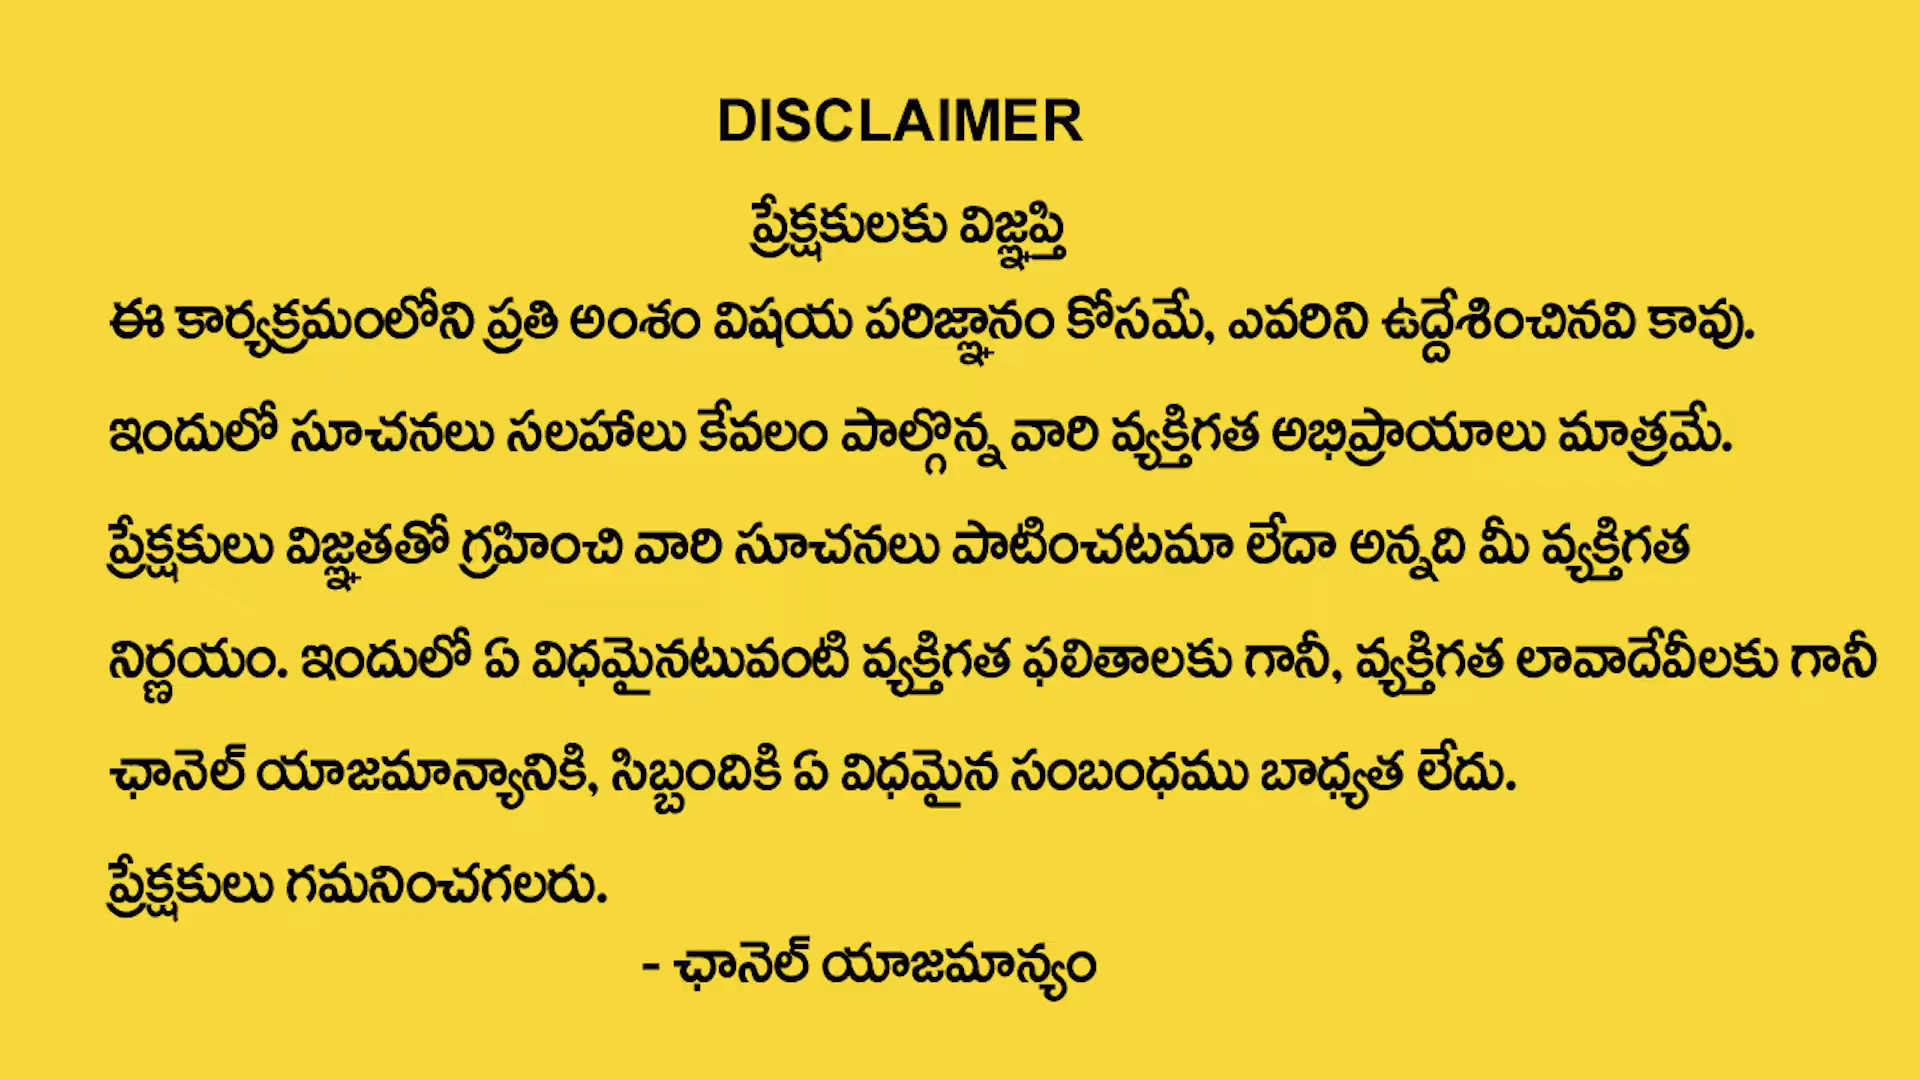 DISCLAIMER
ప్రేక్షకులకు విజ్ఞప్తి
ఈ కార్యక్రమంలోని ప్రతి అంశం విషయ పరిజ్ఞానం కోసమే, ఎవరిని ఉద్దేశించినవి కావు.
ఇందులో సూచనలు సలహాలు కేవలం పాల్గొన్న వారి వ్యక్తిగత అభిప్రాయాలు మాత్రమే.
ప్రేక్షకులు విజ్ఞతతో గ్రహించి వారి సూచనలు పాటించటమా లేదా అన్నది మీ వ్యక్తిగత
నిర్ణయం. ఇందులో ఏ విధమైనటువంటి వ్యక్తిగత ఫలితాలకు గానీ, వ్యక్తిగత లావాదేవీలకు గానీ
ఛానెల్ యాజమాన్యానికి, సిబ్బందికి ఏ విధమైన సంబంధము బాధ్యత లేదు.
ప్రేక్షకులు గమనించగలరు.
- ఛానెల్ యాజమాన్యం